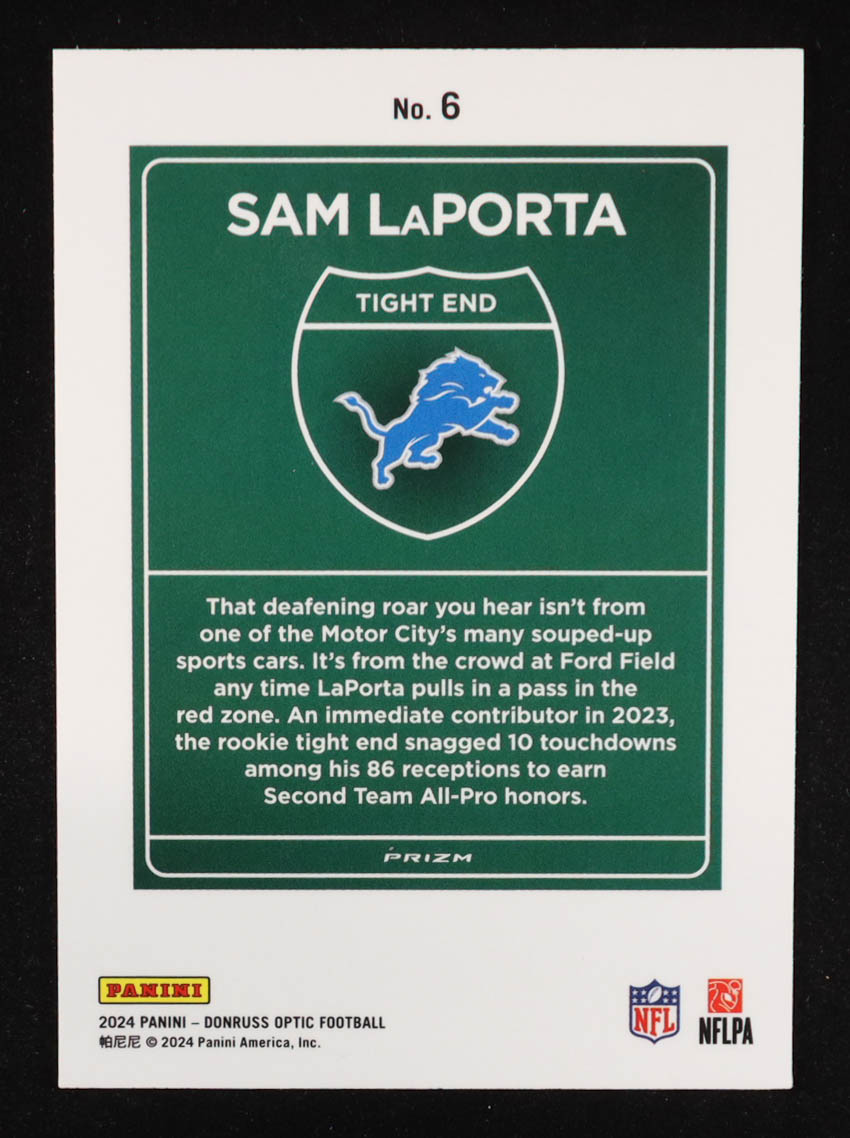 No. 6
SAM LaPORTA
TIGHT END
That deafening roar you hear isn't from
one of the Motor City's many souped-up
sports cars. It's from the crowd at Ford Field
any time LaPorta pulls in a pass in the
red zone. An immediate contributor in 2023,
the rookie tight end snagged 10 touchdowns
among his 86 receptions to earn
Second Team All-Pro honors.
PRIZM
PANINI
2024 PANINI – DONRUSS OPTIC FOOTBALL
帕尼尼 © 2024 Panini America, Inc.
NFL
NFLPA